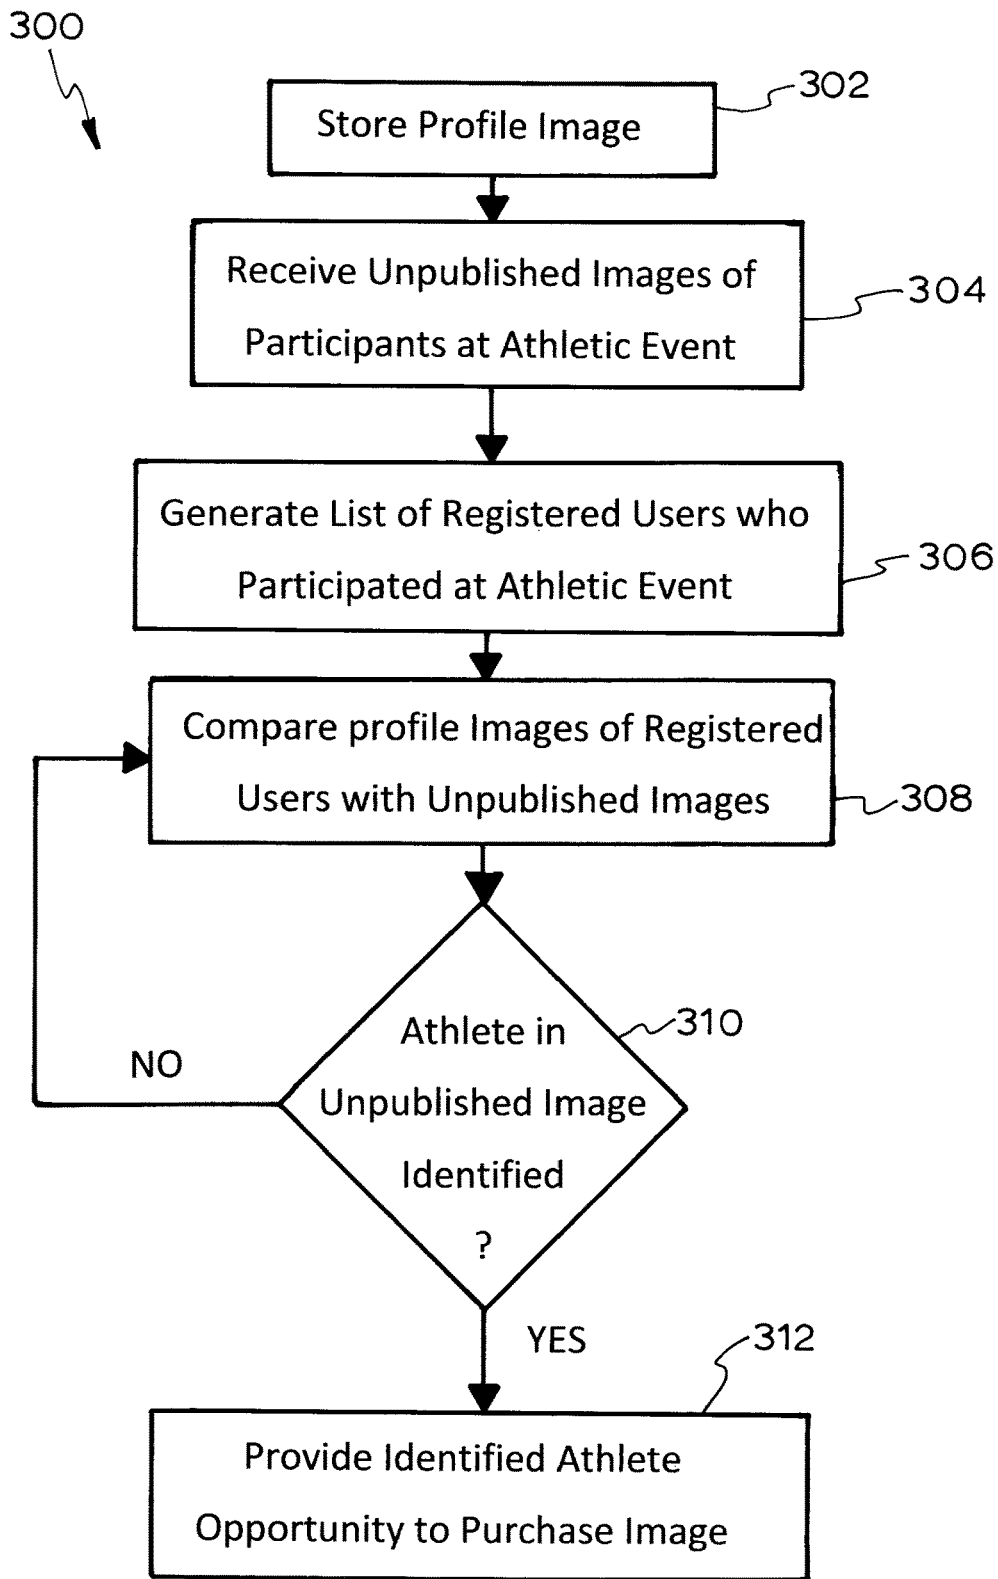 300
302
Store Profile Image
Receive Unpublished Images of
Participants at Athletic Event
304
Generate List of Registered Users who
Participated at Athletic Event
306
Compare profile Images of Registered
Users with Unpublished Images
308
310
Athlete in
Unpublished Image
Identified
?
NO
YES
312
Provide Identified Athlete
Opportunity to Purchase Image